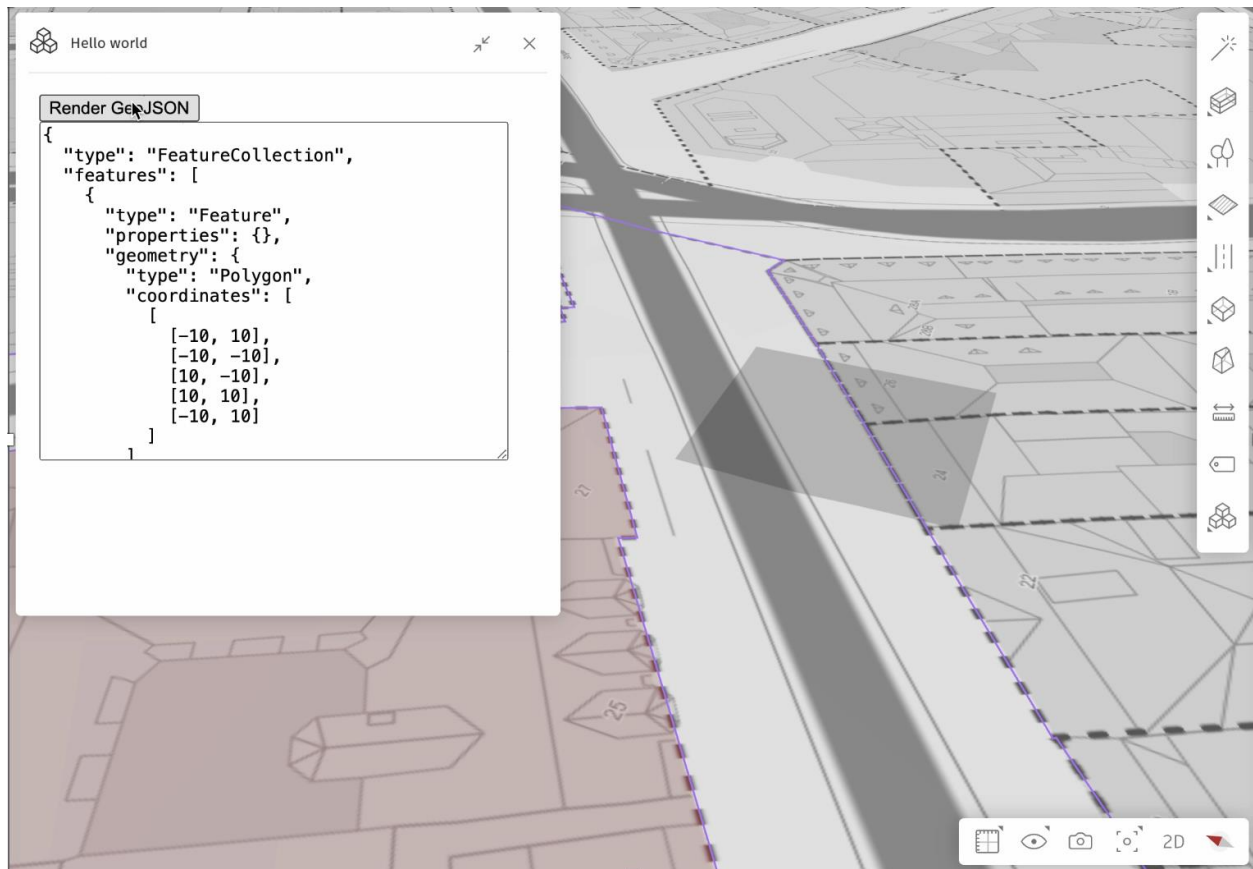 Hello world
Render GeoJSON
{
"type": "FeatureCollection",
"features": [
{
"type": "Feature",
"properties": {},
"geometry": {
"type": "Polygon",
"coordinates": [
[
[-10, 10],
[-10, -10],
[10, -10],
[10, 10],
[-10, 10]
]
]
27
25
24
22
2D